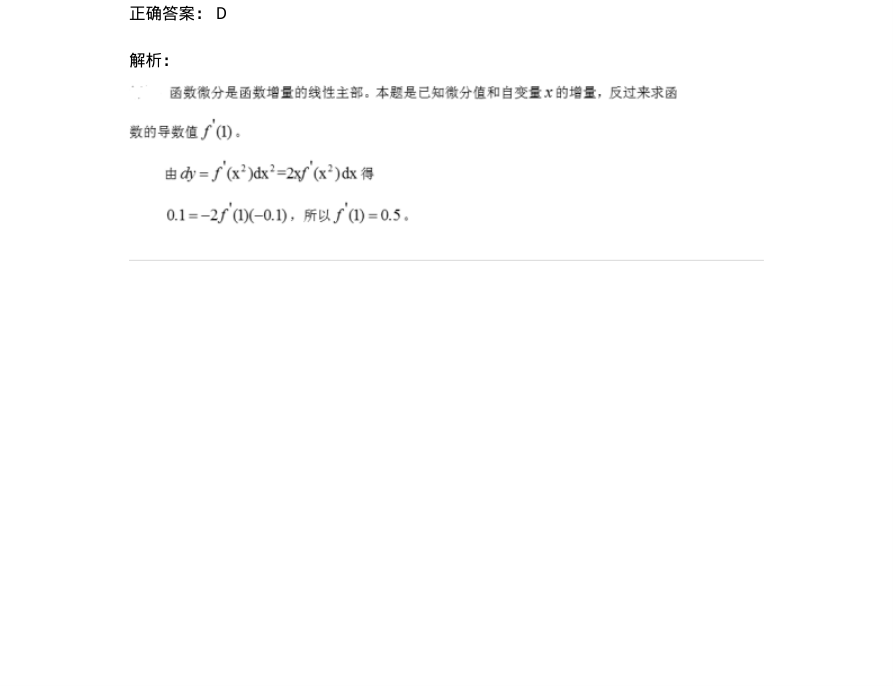 正确答案： D
解析：
函数微分是函数增量的线性主部。本题是已知微分值和自变量 x 的增量，反过来求函
数的导数值 f'(1) 。
由 dy = f'(x²)dx²=2xf'(x²)dx 得
0.1 = −2f'(1)(−0.1)，所以 f'(1) = 0.5 。